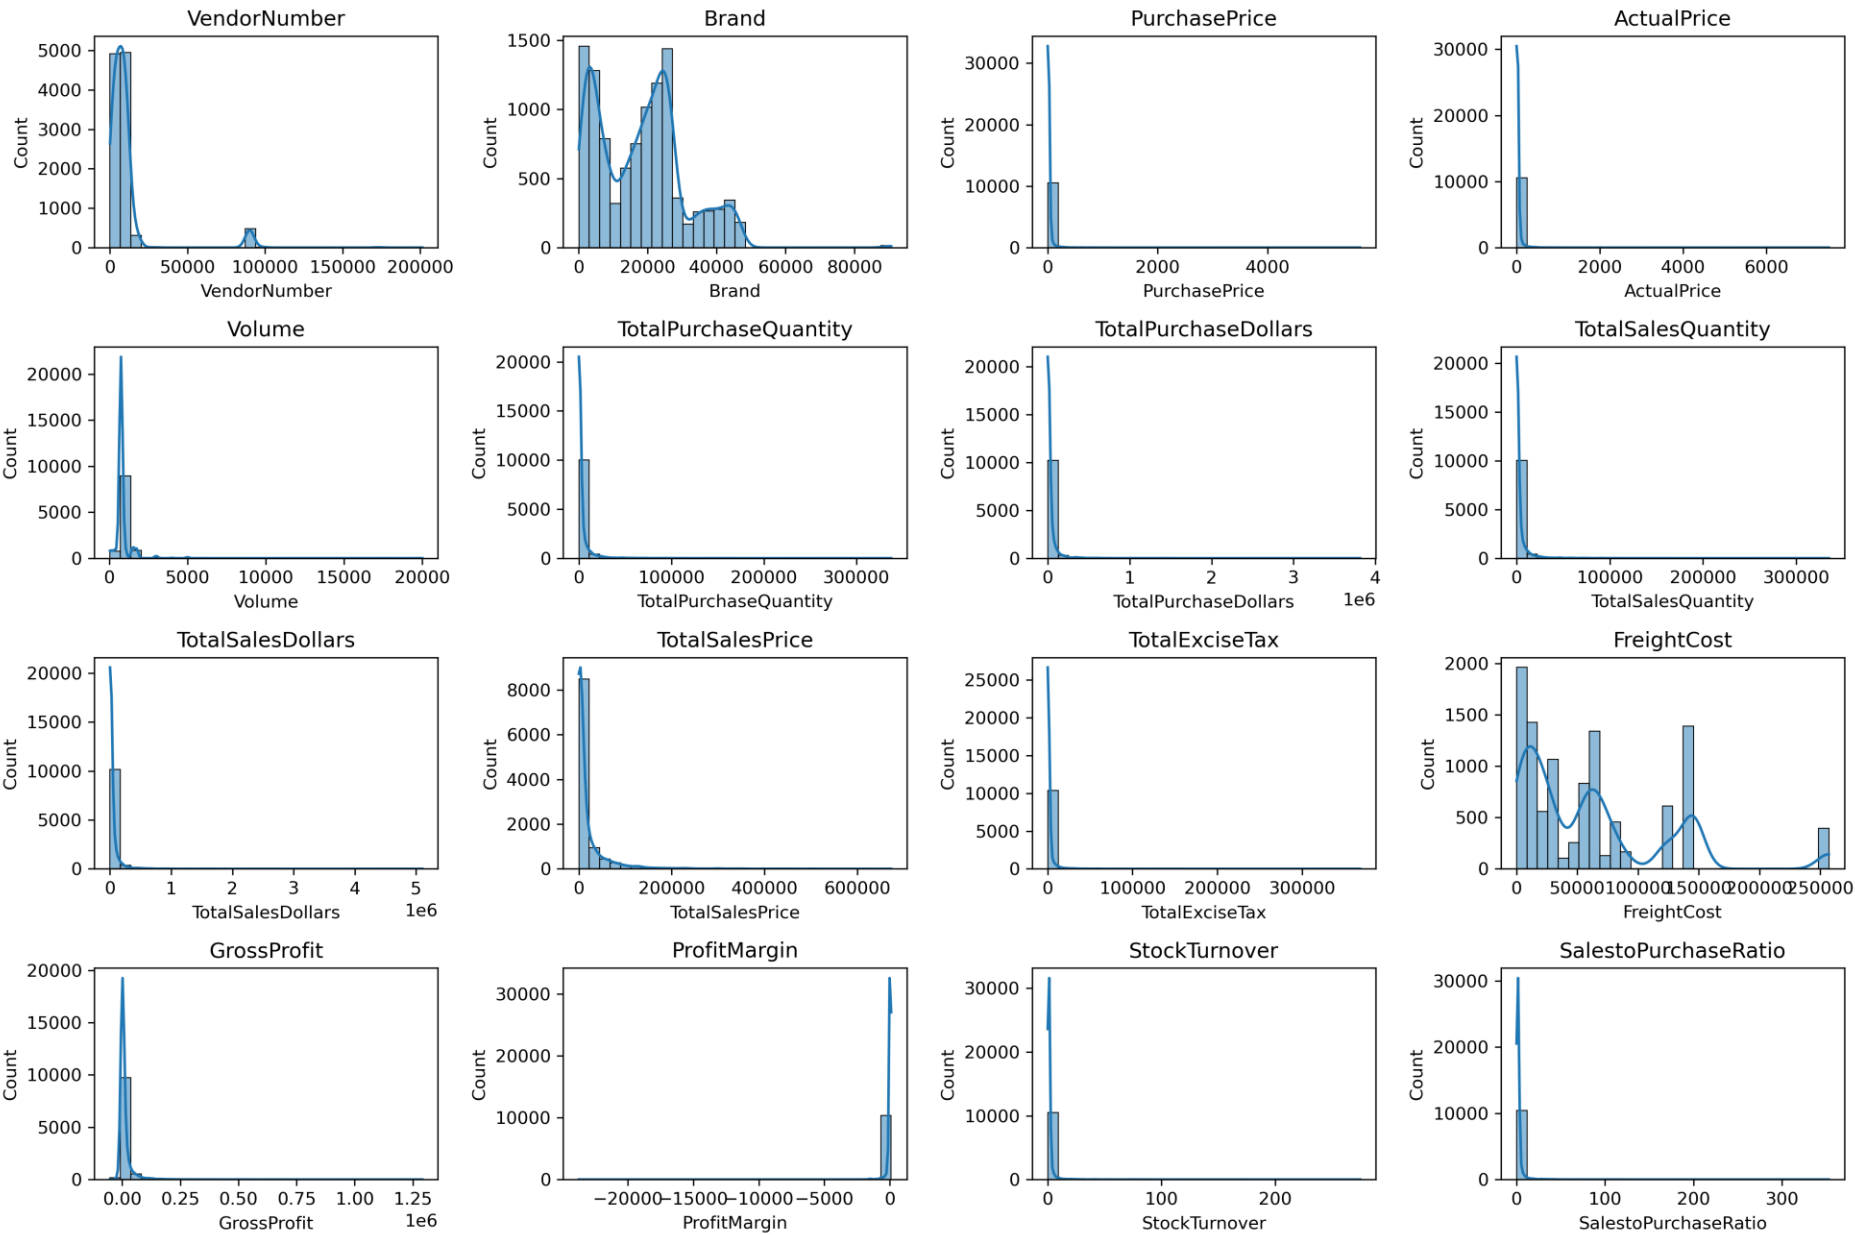 VendorNumber
Brand
PurchasePrice
ActualPrice
5000
4000
3000
2000
1000
0
Count
0 50000 100000 150000 200000
VendorNumber
1500
1000
500
0
Count
0 20000 40000 60000 80000
Brand
30000
20000
10000
0
Count
0 2000 4000
PurchasePrice
30000
20000
10000
0
Count
0 2000 4000 6000
ActualPrice
Volume
TotalPurchaseQuantity
TotalPurchaseDollars
TotalSalesQuantity
20000
15000
10000
5000
0
Count
0 5000 10000 15000 20000
Volume
20000
15000
10000
5000
0
Count
0 100000 200000 300000
TotalPurchaseQuantity
20000
15000
10000
5000
0
Count
0 1 2 3 4
TotalPurchaseDollars 1e6
20000
15000
10000
5000
0
Count
0 100000 200000 300000
TotalSalesQuantity
TotalSalesDollars
TotalSalesPrice
TotalExciseTax
FreightCost
20000
15000
10000
5000
0
Count
0 1 2 3 4 5
TotalSalesDollars 1e6
8000
6000
4000
2000
0
Count
0 200000 400000 600000
TotalSalesPrice
25000
20000
15000
10000
5000
0
Count
0 100000 200000 300000
TotalExciseTax
2000
1500
1000
500
0
Count
0 50000 100000 150000 200000 250000
FreightCost
GrossProfit
ProfitMargin
StockTurnover
SalestoPurchaseRatio
20000
15000
10000
5000
0
Count
0.00 0.25 0.50 0.75 1.00 1.25
GrossProfit 1e6
30000
20000
10000
0
Count
−20000 −15000 −10000 −5000 0
ProfitMargin
30000
20000
10000
0
Count
0 100 200
StockTurnover
30000
20000
10000
0
Count
0 100 200 300
SalestoPurchaseRatio